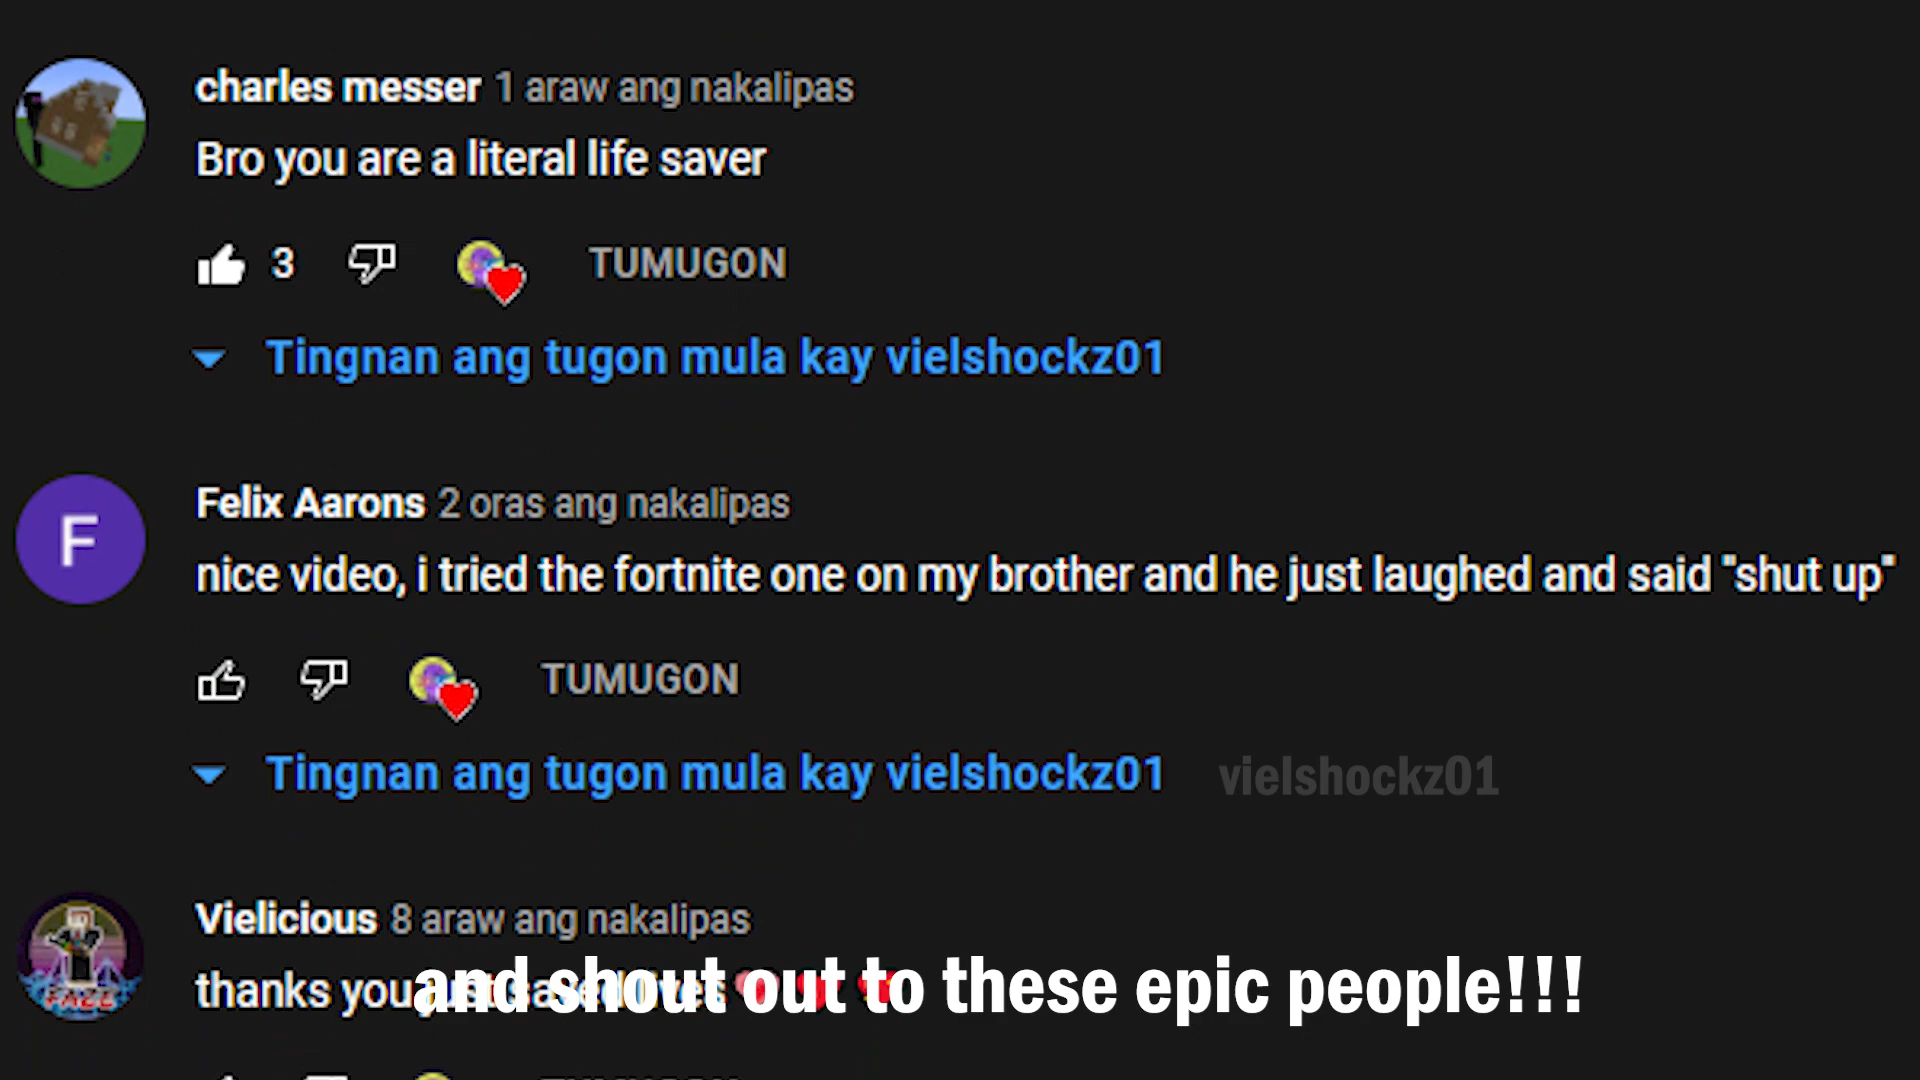 charles messer 1 araw ang nakalipas
Bro you are a literal life saver
3 TUMUGON
Tingnan ang tugon mula kay vielshockz01
F
Felix Aarons 2 oras ang nakalipas
nice video, i tried the fortnite one on my brother and he just laughed and said "shut up"
TUMUGON
Tingnan ang tugon mula kay vielshockz01
vielshockz01
Vielicious 8 araw ang nakalipas
thanks you
and shout out to these epic people!!!